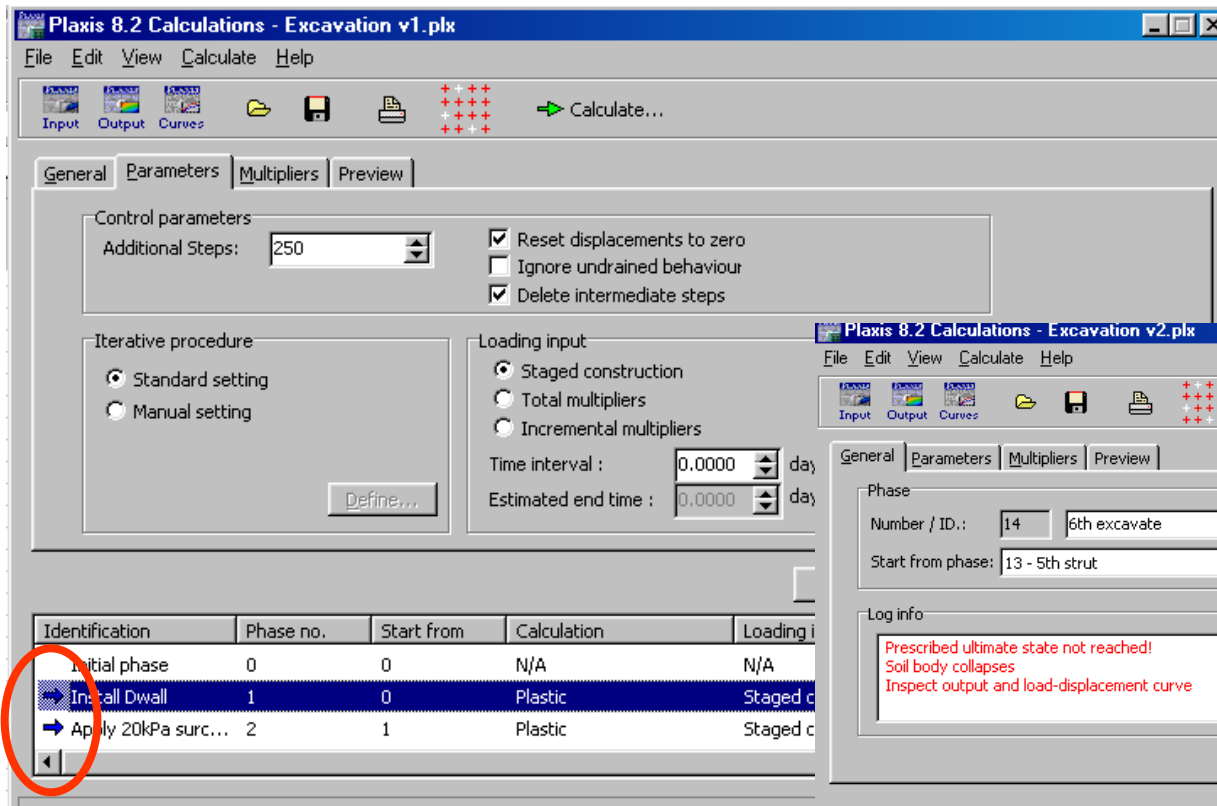 Plaxis 8.2 Calculations - Excavation v1.plx
File Edit View Calculate Help
Input Output Curves Calculate...
General Parameters Multipliers Preview
Control parameters
Additional Steps: 250
Reset displacements to zero
Ignore undrained behaviour
Delete intermediate steps
Iterative procedure
Standard setting
Manual setting
Define...
Loading input
Staged construction
Total multipliers
Incremental multipliers
Time interval : 0.0000 day
Estimated end time : 0.0000 day
Identification Phase no. Start from Calculation Loading i
Initial phase 0 0 N/A N/A
Install Dwall 1 0 Plastic Staged c
Apply 20kPa surc... 2 1 Plastic Staged c
Plaxis 8.2 Calculations - Excavation v2.plx
File Edit View Calculate Help
Input Output Curves
General Parameters Multipliers Preview
Phase
Number / ID.: 14 6th excavate
Start from phase: 13 - 5th strut
Log info
Prescribed ultimate state not reached!
Soil body collapses
Inspect output and load-displacement curve